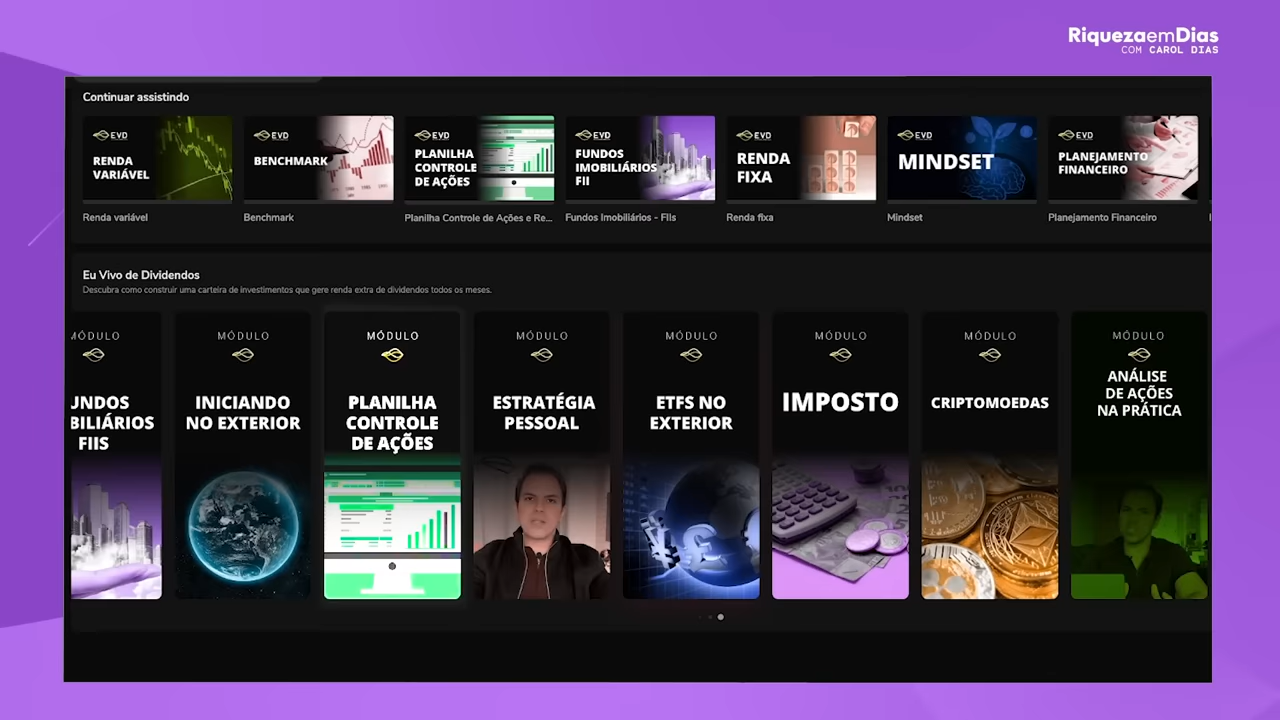 RiquezaemDias
COM CAROL DIAS
Continuar assistindo
EVD
RENDA
VARIÁVEL
EVD
BENCHMARK
EVD
PLANILHA
CONTROLE
DE AÇÕES
EVD
FUNDOS
IMOBILIÁRIOS
FII
EVD
RENDA
FIXA
EVD
MINDSET
EVD
PLANEJAMENTO
FINANCEIRO
Renda variável
Benchmark
Planilha Controle de Ações e Re...
Fundos Imobiliários - FIIs
Renda fixa
Mindset
Planejamento Financeiro
Eu Vivo de Dividendos
Descubra como construir uma carteira de investimentos que gere renda extra de dividendos todos os meses.
MÓDULO
UNDOS
BILIÁRIOS
FIIS
MÓDULO
INICIANDO
NO EXTERIOR
MÓDULO
PLANILHA
CONTROLE
DE AÇÕES
MÓDULO
ESTRATÉGIA
PESSOAL
MÓDULO
ETFS NO
EXTERIOR
MÓDULO
IMPOSTO
MÓDULO
CRIPTOMOEDAS
MÓDULO
ANÁLISE
DE AÇÕES
NA PRÁTICA